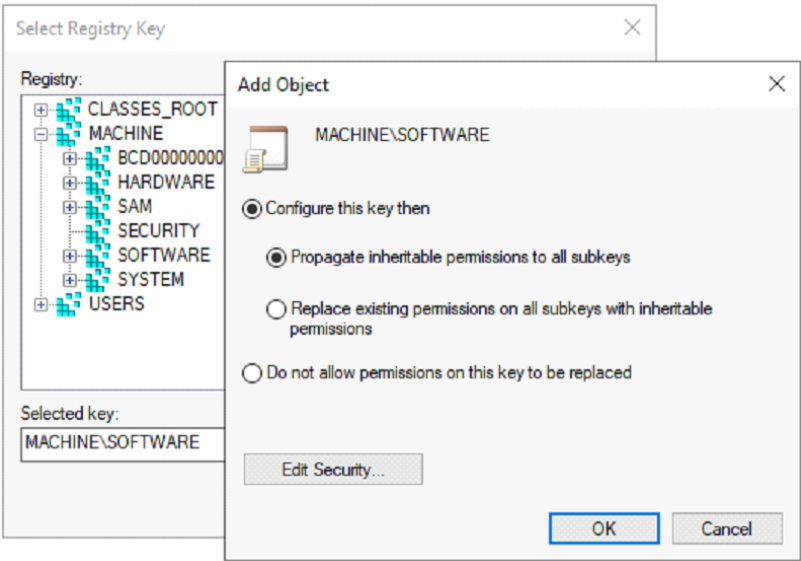 Select Registry Key
Registry:
CLASSES_ROOT
MACHINE
BCD00000000
HARDWARE
SAM
SECURITY
SOFTWARE
SYSTEM
USERS
Selected key:
MACHINE\SOFTWARE
Add Object
MACHINE\SOFTWARE
Configure this key then
Propagate inheritable permissions to all subkeys
Replace existing permissions on all subkeys with inheritable
permissions
Do not allow permissions on this key to be replaced
Edit Security...
OK Cancel